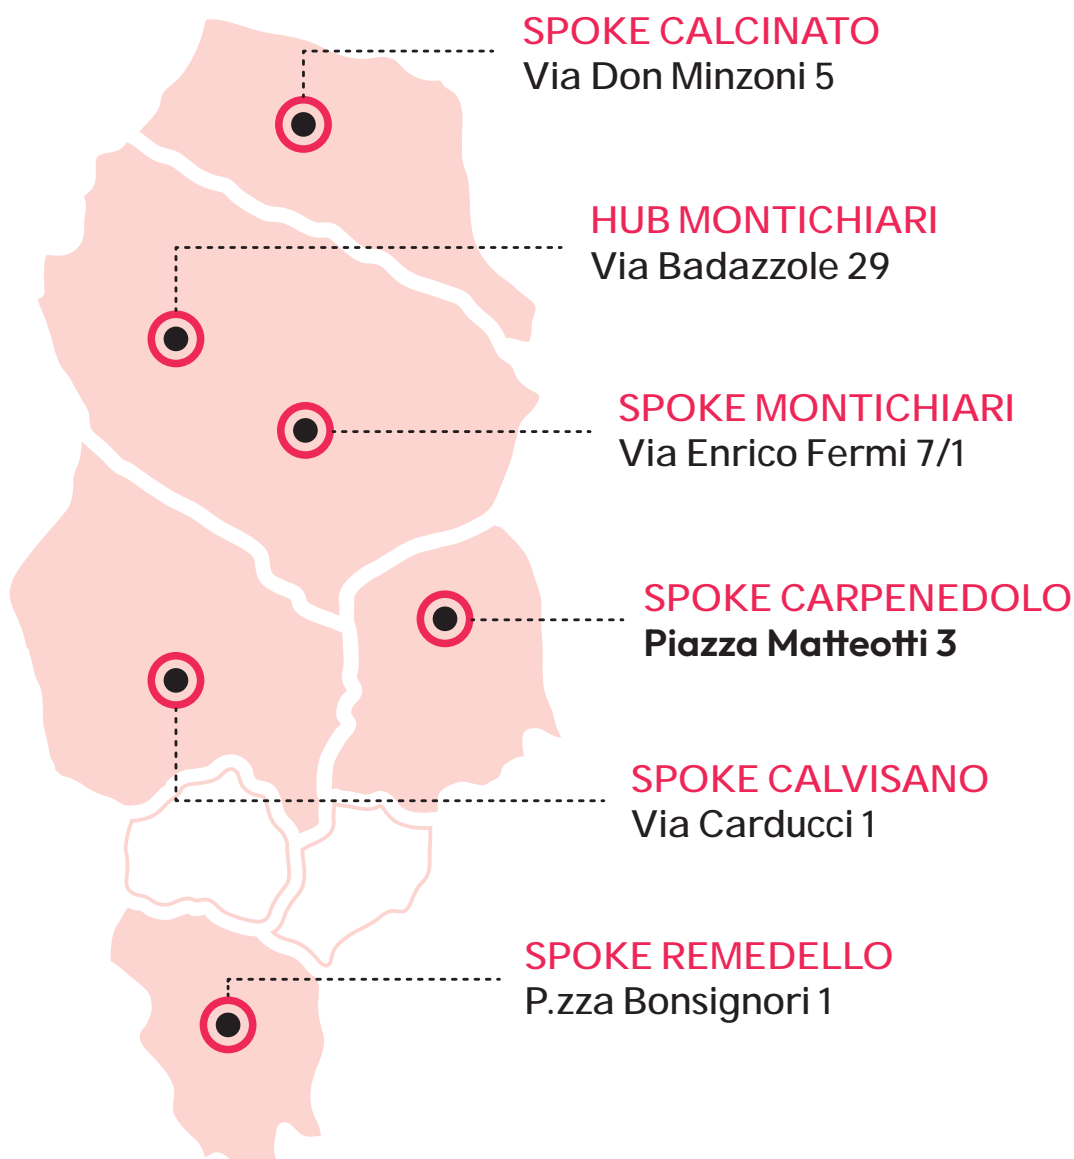 SPOKE CALCINATO
Via Don Minzoni 5
HUB MONTICHIARI
Via Badazzole 29
SPOKE MONTICHIARI
Via Enrico Fermi 7/1
SPOKE CARPENEDOLO
Piazza Matteotti 3
SPOKE CALVISANO
Via Carducci 1
SPOKE REMEDELLO
P.zza Bonsignori 1